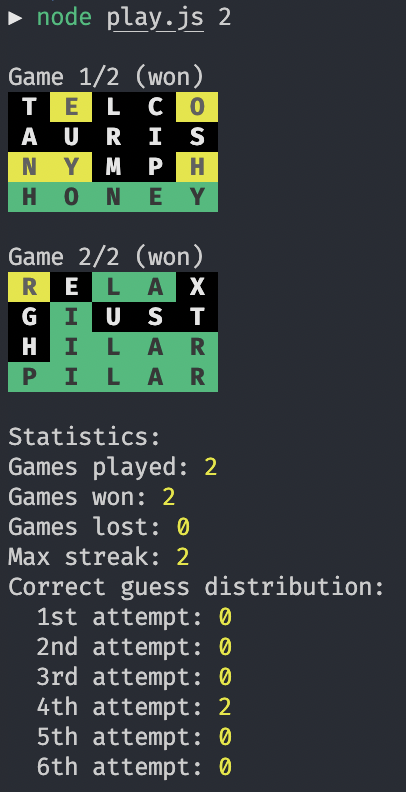 ► node play.js 2
Game 1/2 (won)
T E L C O
A U R I S
N Y M P H
H O N E Y
Game 2/2 (won)
R E L A X
G I U S T
H I L A R
P I L A R
Statistics:
Games played: 2
Games won: 2
Games lost: 0
Max streak: 2
Correct guess distribution:
1st attempt: 0
2nd attempt: 0
3rd attempt: 0
4th attempt: 2
5th attempt: 0
6th attempt: 0